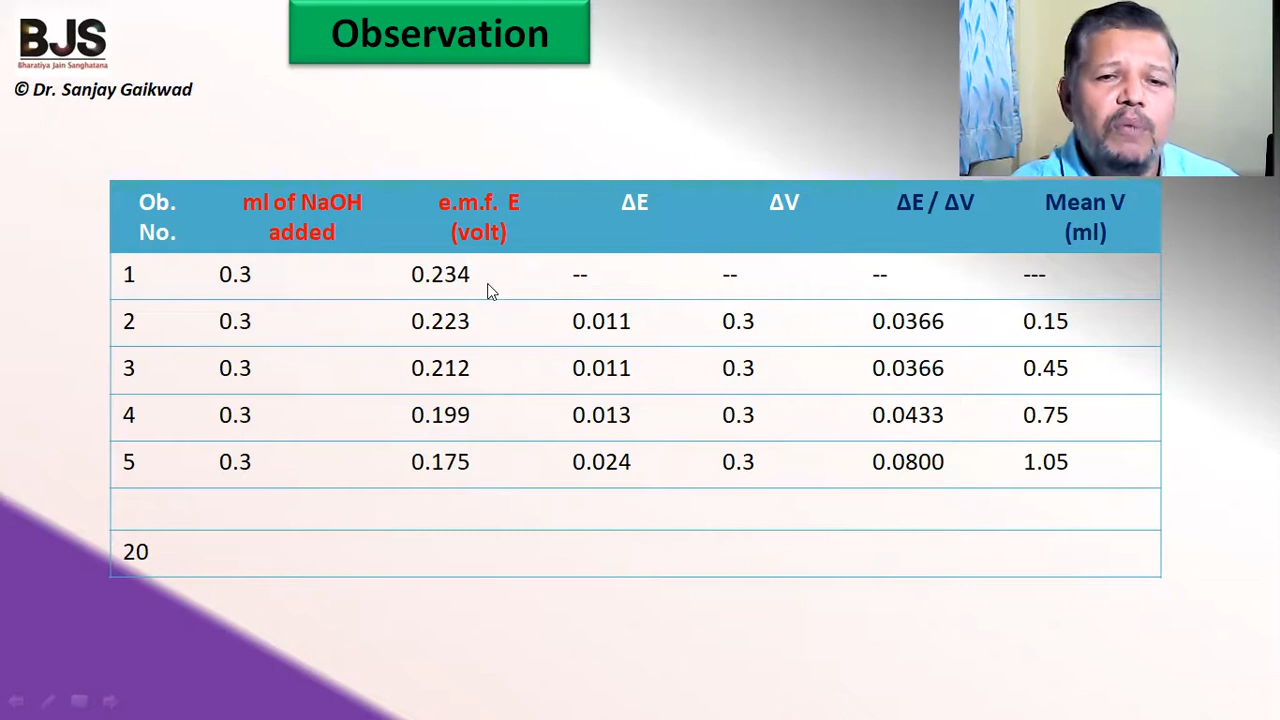 BJS
Bharatiya Jain Sanghatana
© Dr. Sanjay Gaikwad
Observation
Ob. No. ml of NaOH added e.m.f. E (volt) ΔE ΔV ΔE / ΔV Mean V (ml)
1 0.3 0.234 -- -- -- ---
2 0.3 0.223 0.011 0.3 0.0366 0.15
3 0.3 0.212 0.011 0.3 0.0366 0.45
4 0.3 0.199 0.013 0.3 0.0433 0.75
5 0.3 0.175 0.024 0.3 0.0800 1.05
20